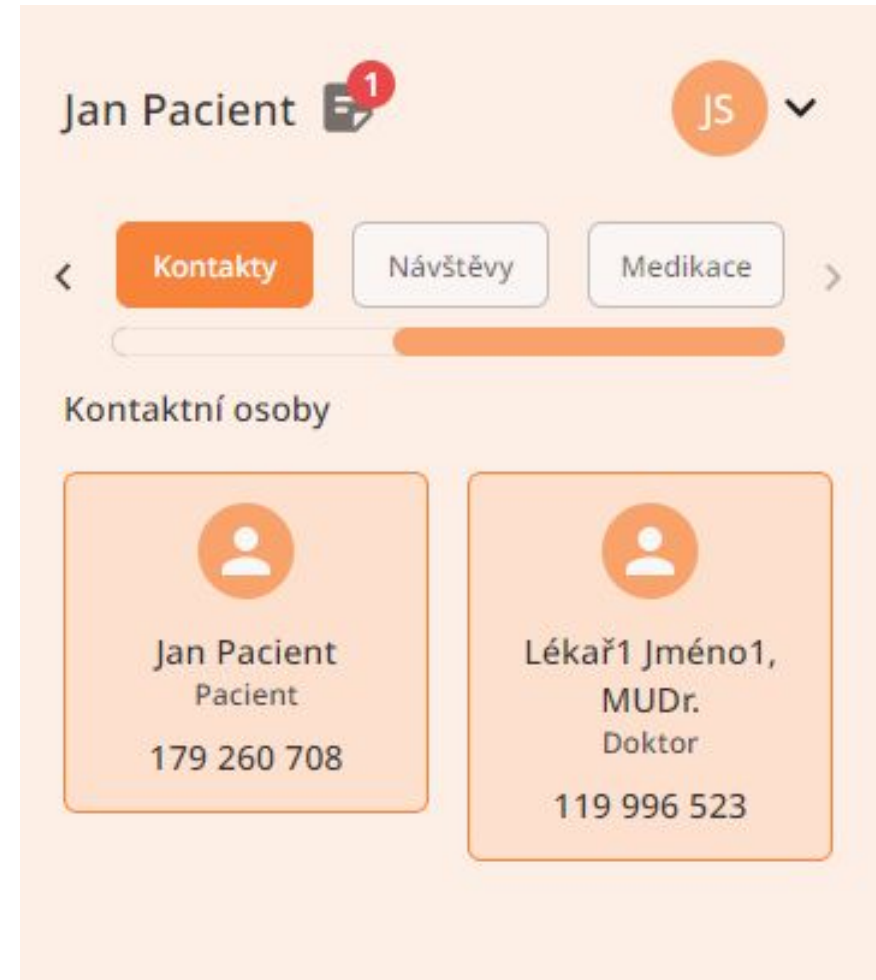 Jan Pacient
1
JS
Kontakty
Návštěvy
Medikace
Kontaktní osoby
Jan Pacient
Pacient
179 260 708
Lékař1 Jméno1,
MUDr.
Doktor
119 996 523